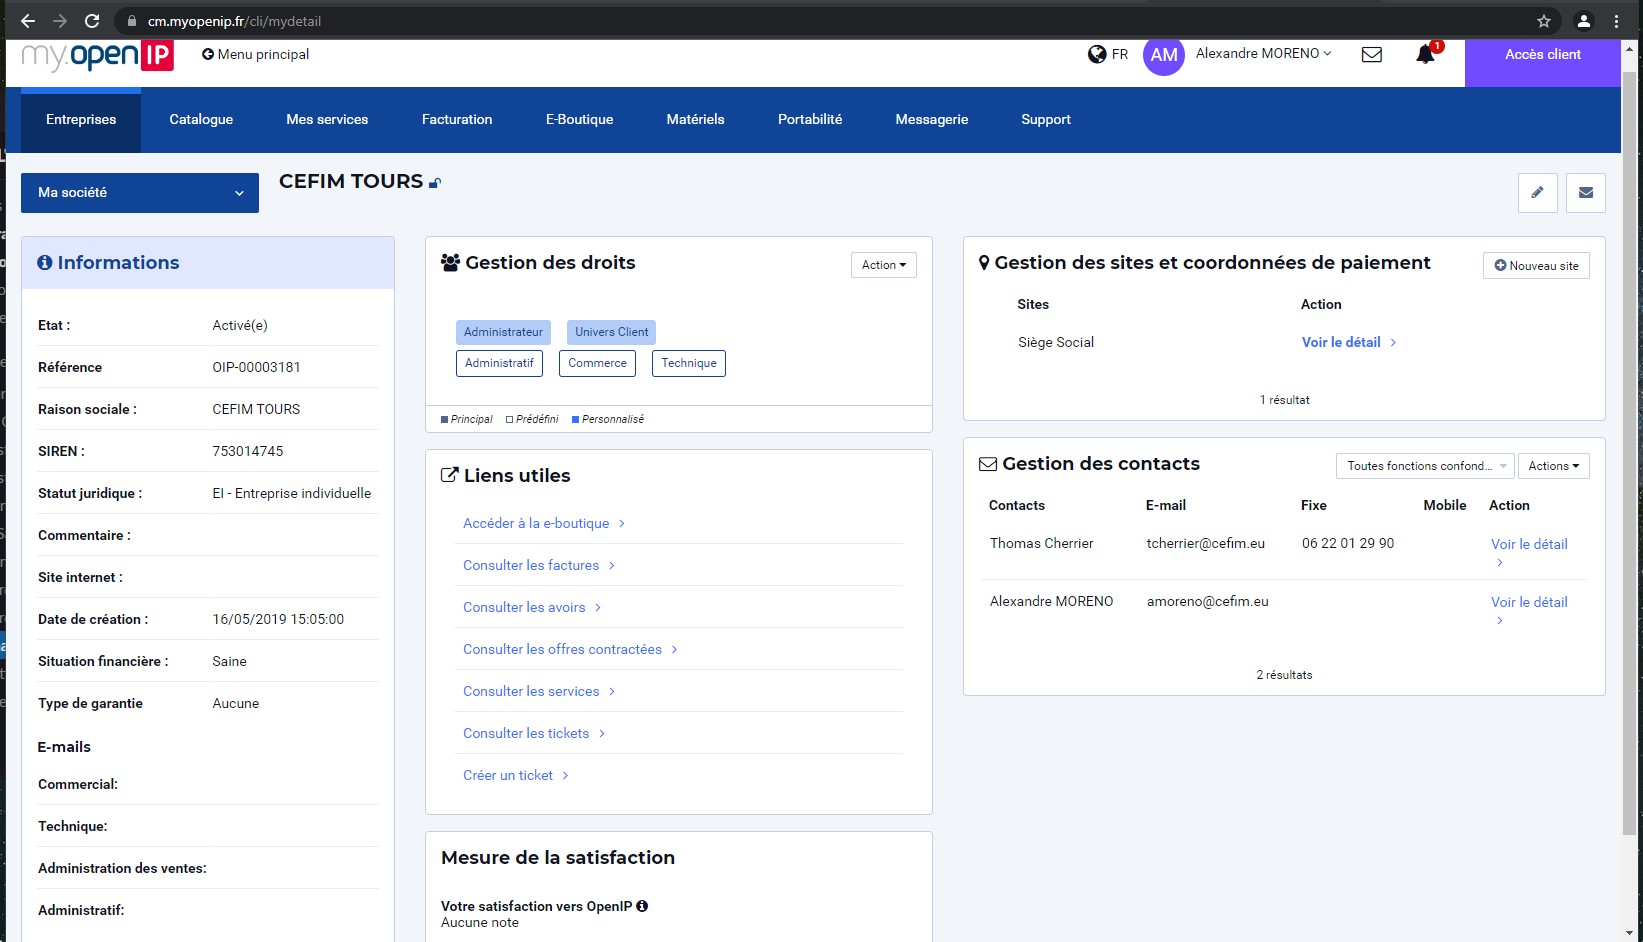 cm.myopenip.fr/cli/mydetail
my.openIP
Menu principal
FR
AM
Alexandre MORENO
1
Accès client
Entreprises
Catalogue
Mes services
Facturation
E-Boutique
Matériels
Portabilité
Messagerie
Support
Ma société
CEFIM TOURS
Informations
Etat : Activé(e)
Référence OIP-00003181
Raison sociale : CEFIM TOURS
SIREN : 753014745
Statut juridique : EI - Entreprise individuelle
Commentaire :
Site internet :
Date de création : 16/05/2019 15:05:00
Situation financière : Saine
Type de garantie Aucune
E-mails
Commercial:
Technique:
Administration des ventes:
Administratif:
Gestion des droits
Action
Administrateur Univers Client
Administratif Commerce Technique
Principal Prédéfini Personnalisé
Liens utiles
Accéder à la e-boutique
Consulter les factures
Consulter les avoirs
Consulter les offres contractées
Consulter les services
Consulter les tickets
Créer un ticket
Mesure de la satisfaction
Votre satisfaction vers OpenIP
Aucune note
Gestion des sites et coordonnées de paiement
Nouveau site
Sites Action
Siège Social Voir le détail
1 résultat
Gestion des contacts
Toutes fonctions confond...
Actions
Contacts E-mail Fixe Mobile Action
Thomas Cherrier tcherrier@cefim.eu 06 22 01 29 90 Voir le détail
Alexandre MORENO amoreno@cefim.eu Voir le détail
2 résultats